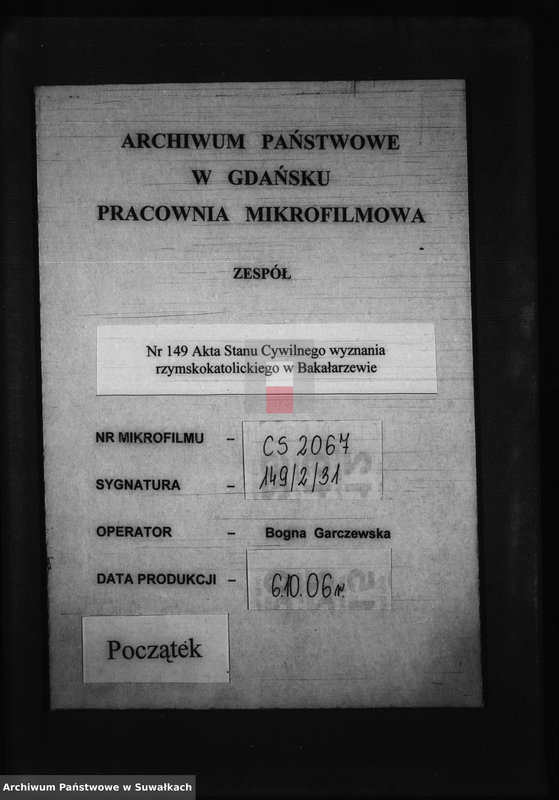 ARCHIWUM PAŃSTWOWE
W GDAŃSKU
PRACOWNIA MIKROFILMOWA
ZESPÓŁ
Nr 149 Akta Stanu Cywilnego wyznania
rzymskokatolickiego w Bakałarzewie
NR MIKROFILMU – CS 2067
SYGNATURA – 149/2/31
OPERATOR – Bogna Garczewska
DATA PRODUKCJI – 6.10.06 r.
Początek
Archiwum Państwowe w Suwałkach